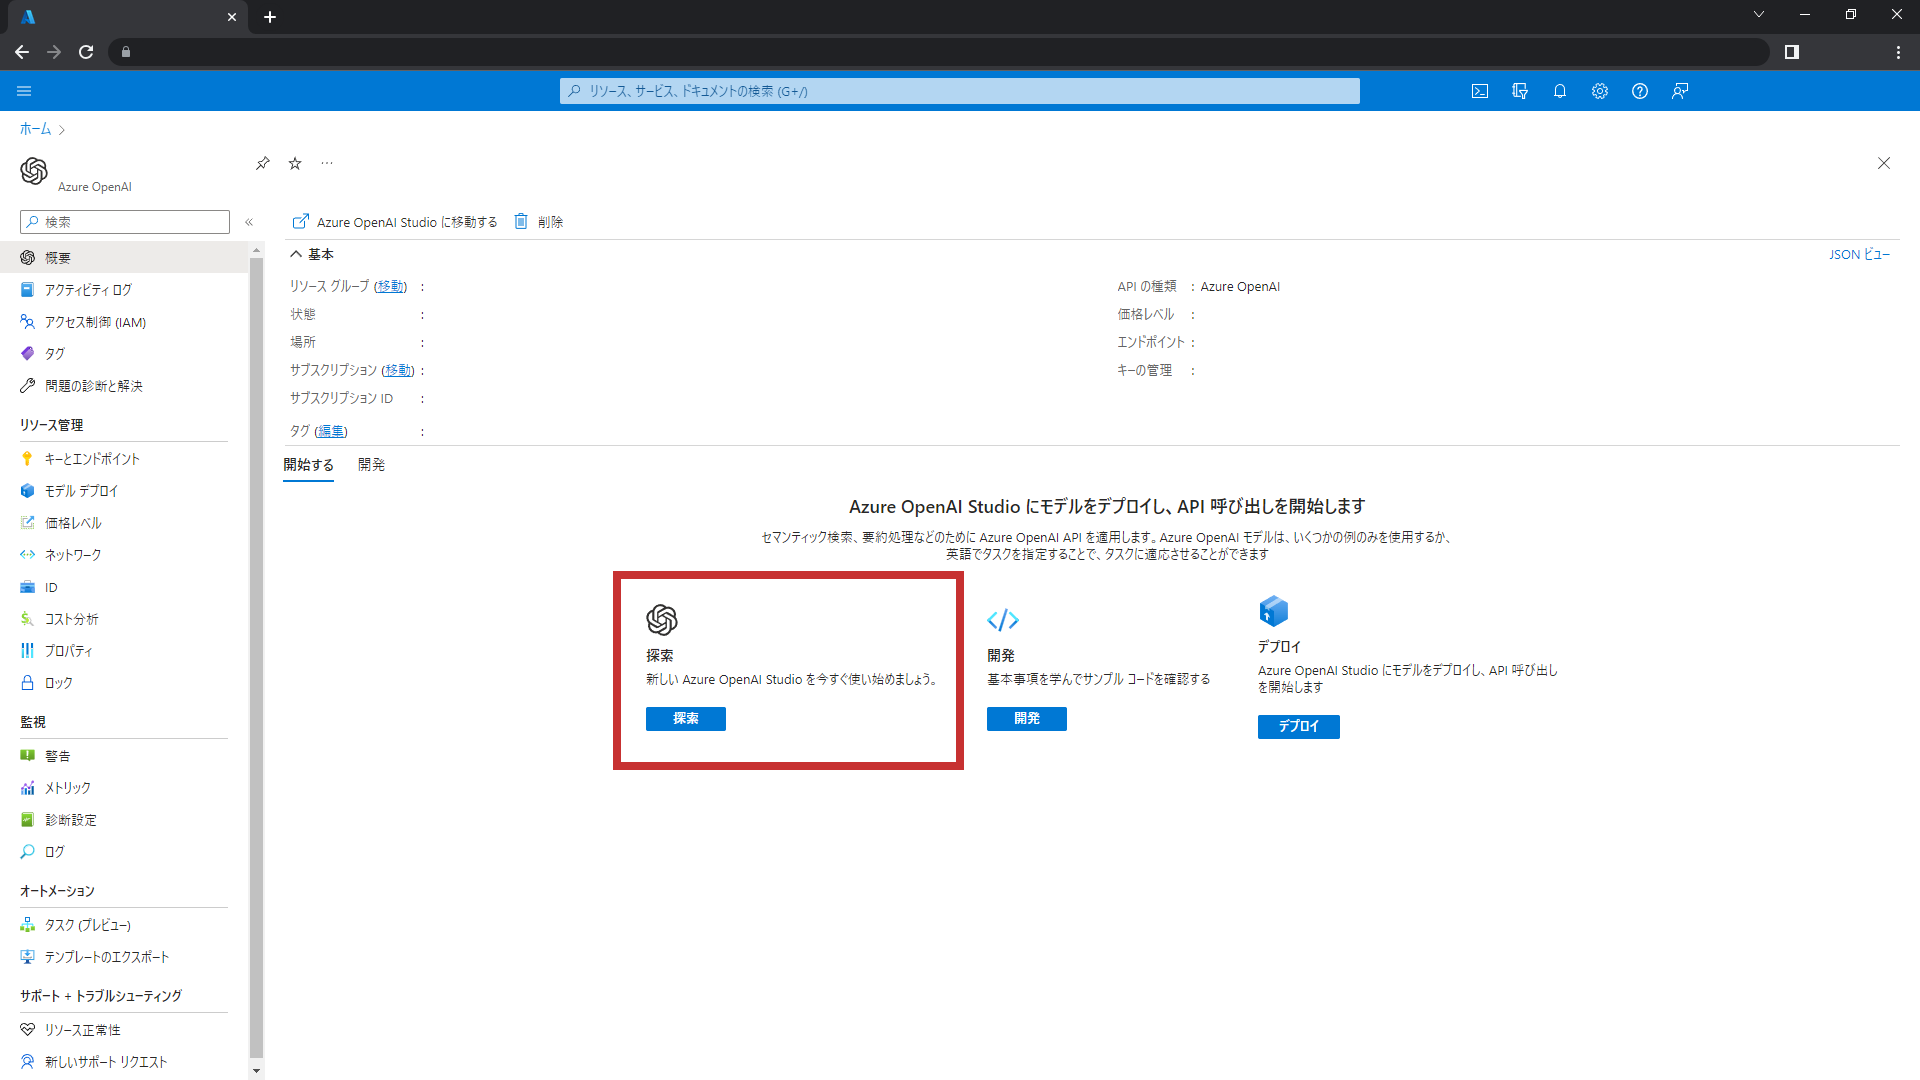 リソース、サービス、ドキュメントの検索 (G+/)
ホーム
Azure OpenAI
検索
Azure OpenAI Studio に移動する
削除
基本
JSON ビュー
リソース グループ (移動) :
状態 :
場所 :
サブスクリプション (移動) :
サブスクリプション ID :
タグ (編集) :
API の種類 : Azure OpenAI
価格レベル :
エンドポイント :
キーの管理 :
概要
アクティビティ ログ
アクセス制御 (IAM)
タグ
問題の診断と解決
リソース管理
キーとエンドポイント
モデル デプロイ
価格レベル
ネットワーク
ID
コスト分析
プロパティ
ロック
監視
警告
メトリック
診断設定
ログ
オートメーション
タスク (プレビュー)
テンプレートのエクスポート
サポート + トラブルシューティング
リソース正常性
新しいサポート リクエスト
開始する
開発
Azure OpenAI Studio にモデルをデプロイし、API 呼び出しを開始します
セマンティック検索、要約処理などのために Azure OpenAI API を適用します。Azure OpenAI モデルは、いくつかの例のみを使用するか、
英語でタスクを指定することで、タスクに適応させることができます
探索
新しい Azure OpenAI Studio を今すぐ使い始めましょう。
探索
開発
基本事項を学んでサンプル コードを確認する
開発
デプロイ
Azure OpenAI Studio にモデルをデプロイし、API 呼び出し
を開始します
デプロイ